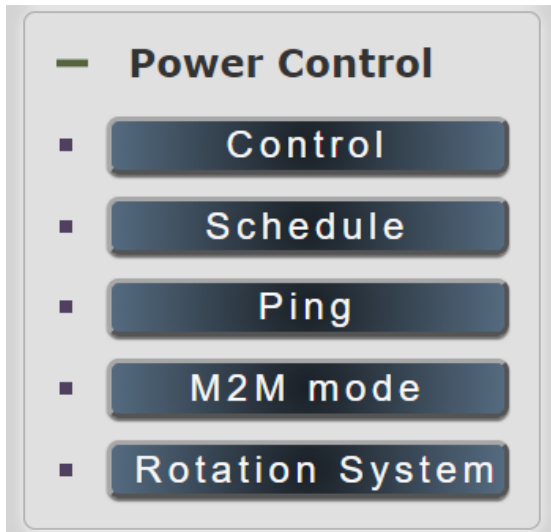 Power Control
Control
Schedule
Ping
M2M mode
Rotation System